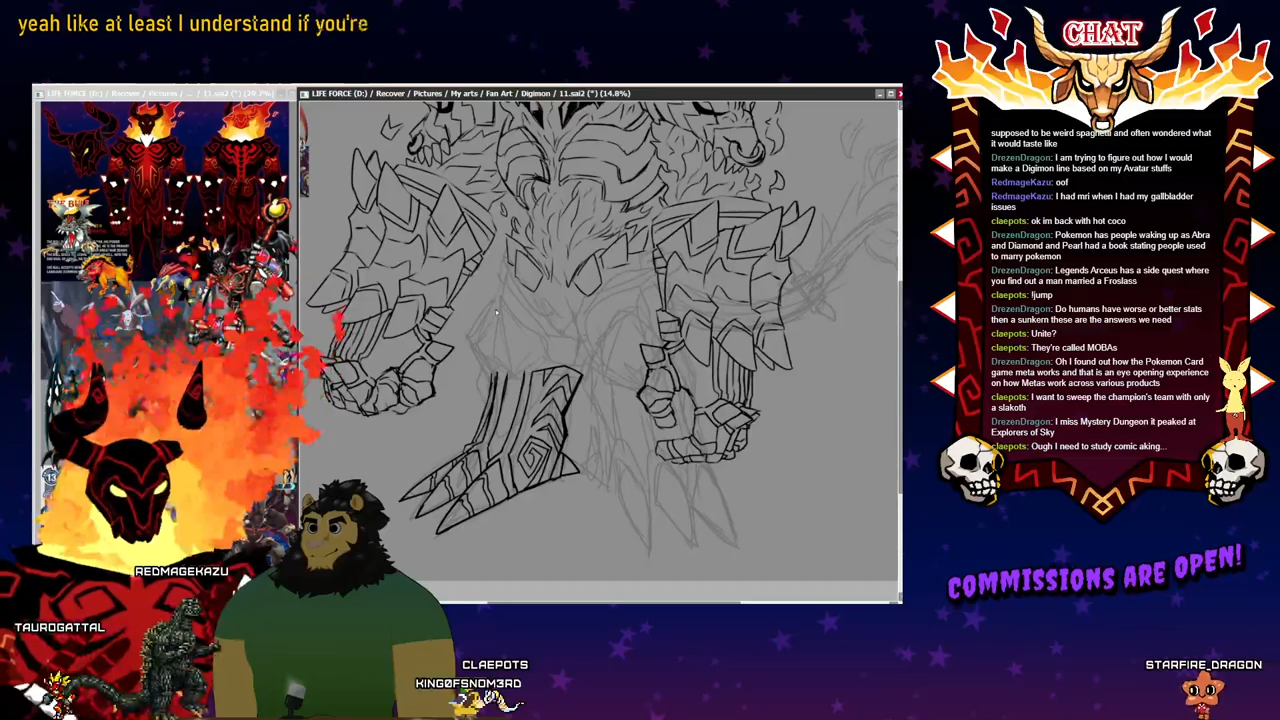 yeah like at least I understand if you're
CHAT
LIFE FORCE (D:) / Recover / Pictures / My arts / Fan Art / Digimon / 11.sai2 (*) (14.8%)
supposed to be weird spaghetti and often wondered what
it would taste like
DrezenDragon: I am trying to figure out how I would
make a Digimon line based on my Avatar stuffs
RedmageKazu: oof
RedmageKazu: I had mri when I had my gallbladder
issues
claepots: ok im back with hot coco
DrezenDragon: Pokemon has people waking up as Abra
and Diamond and Pearl had a book stating people used
to marry pokemon
DrezenDragon: Legends Arceus has a side quest where
you find out a man married a Froslass
claepots: !jump
DrezenDragon: Do humans have worse or better stats
then a sunkern these are the answers we need
claepots: Unite?
claepots: They're called MOBAs
DrezenDragon: Oh I found out how the Pokemon Card
game meta works and that is an eye opening experience
on how Metas work across various products
claepots: I want to sweep the champion's team with only
a slakoth
DrezenDragon: I miss Mystery Dungeon it peaked at
Explorers of Sky
claepots: Ough I need to study comic aking...
COMMISSIONS ARE OPEN!
REDMAGEKAZU
TAUROGATTAL
CLAEPOTS
KING0FSNOM3RD
STARFIRE_DRAGON